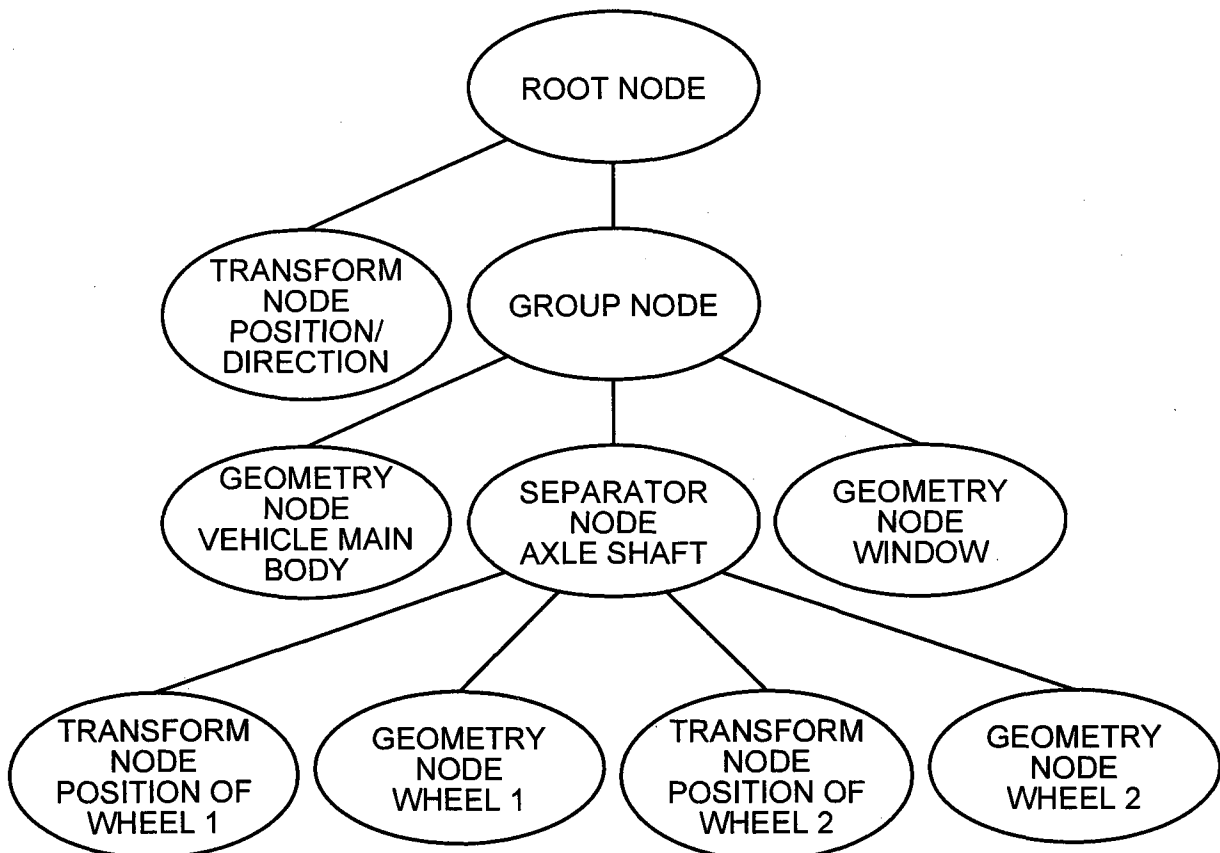 ROOT NODE
TRANSFORM
NODE
POSITION/
DIRECTION
GROUP NODE
GEOMETRY
NODE
VEHICLE MAIN
BODY
SEPARATOR
NODE
AXLE SHAFT
GEOMETRY
NODE
WINDOW
TRANSFORM
NODE
POSITION OF
WHEEL 1
GEOMETRY
NODE
WHEEL 1
TRANSFORM
NODE
POSITION OF
WHEEL 2
GEOMETRY
NODE
WHEEL 2